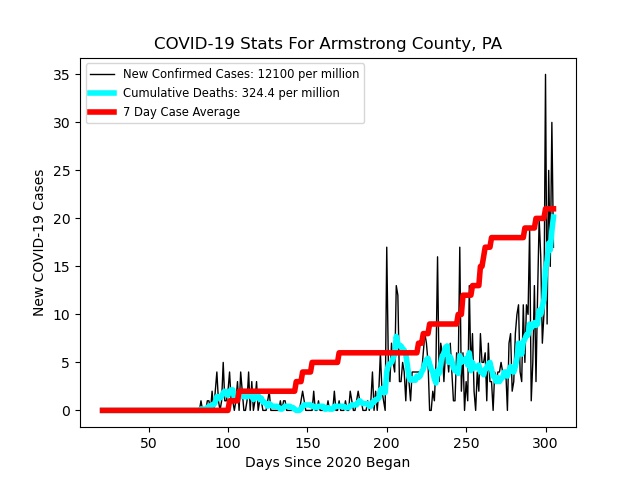 COVID-19 Stats For Armstrong County, PA
New Confirmed Cases: 12100 per million
Cumulative Deaths: 324.4 per million
7 Day Case Average
New COVID-19 Cases
35
30
25
20
15
10
5
0
50 100 150 200 250 300
Days Since 2020 Began